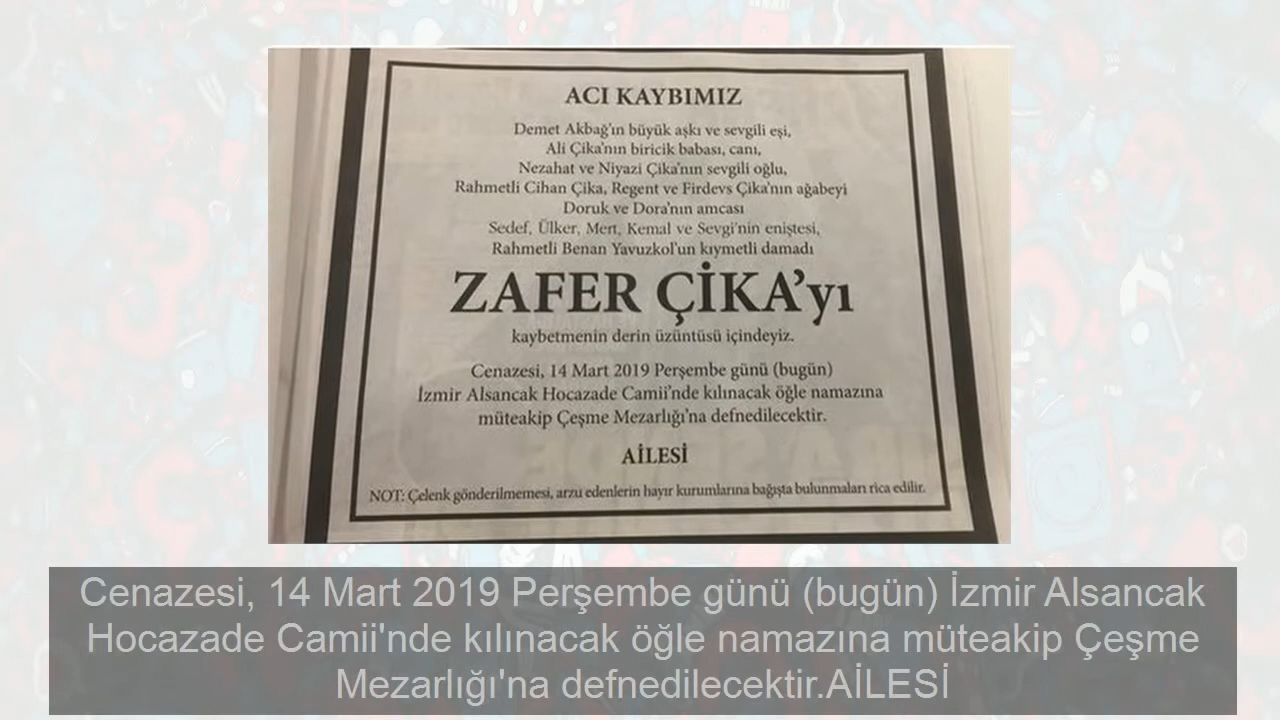 ACI KAYBIMIZ
Demet Akbağ'ın büyük aşkı ve sevgili eşi,
Ali Çika'nın biricik babası, canı,
Nezahat ve Niyazi Çika'nın sevgili oğlu,
Rahmetli Cihan Çika, Regent ve Firdevs Çika'nın ağabeyi
Doruk ve Dora'nın amcası
Sedef, Ülker, Mert, Kemal ve Sevgi'nin eniştesi,
Rahmetli Benan Yavuzkol'un kıymetli damadı
ZAFER ÇİKA'yı
kaybetmenin derin üzüntüsü içindeyiz.
Cenazesi, 14 Mart 2019 Perşembe günü (bugün)
İzmir Alsancak Hocazade Camii'nde kılınacak öğle namazına
müteakip Çeşme Mezarlığı'na defnedilecektir.
AİLESİ
NOT: Çelenk gönderilmemesi, arzu edenlerin hayır kurumlarına bağışta bulunmaları rica edilir.
Cenazesi, 14 Mart 2019 Perşembe günü (bugün) İzmir Alsancak
Hocazade Camii'nde kılınacak öğle namazına müteakip Çeşme
Mezarlığı'na defnedilecektir.AİLESİ